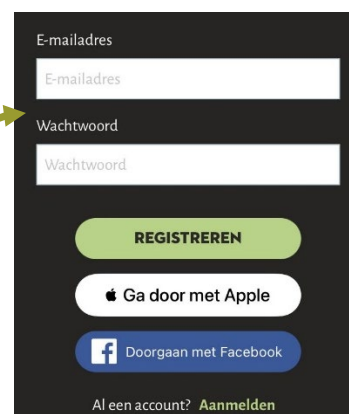 E-mailadres
E-mailadres
Wachtwoord
Wachtwoord
REGISTREREN
Ga door met Apple
Doorgaan met Facebook
Al een account? Aanmelden